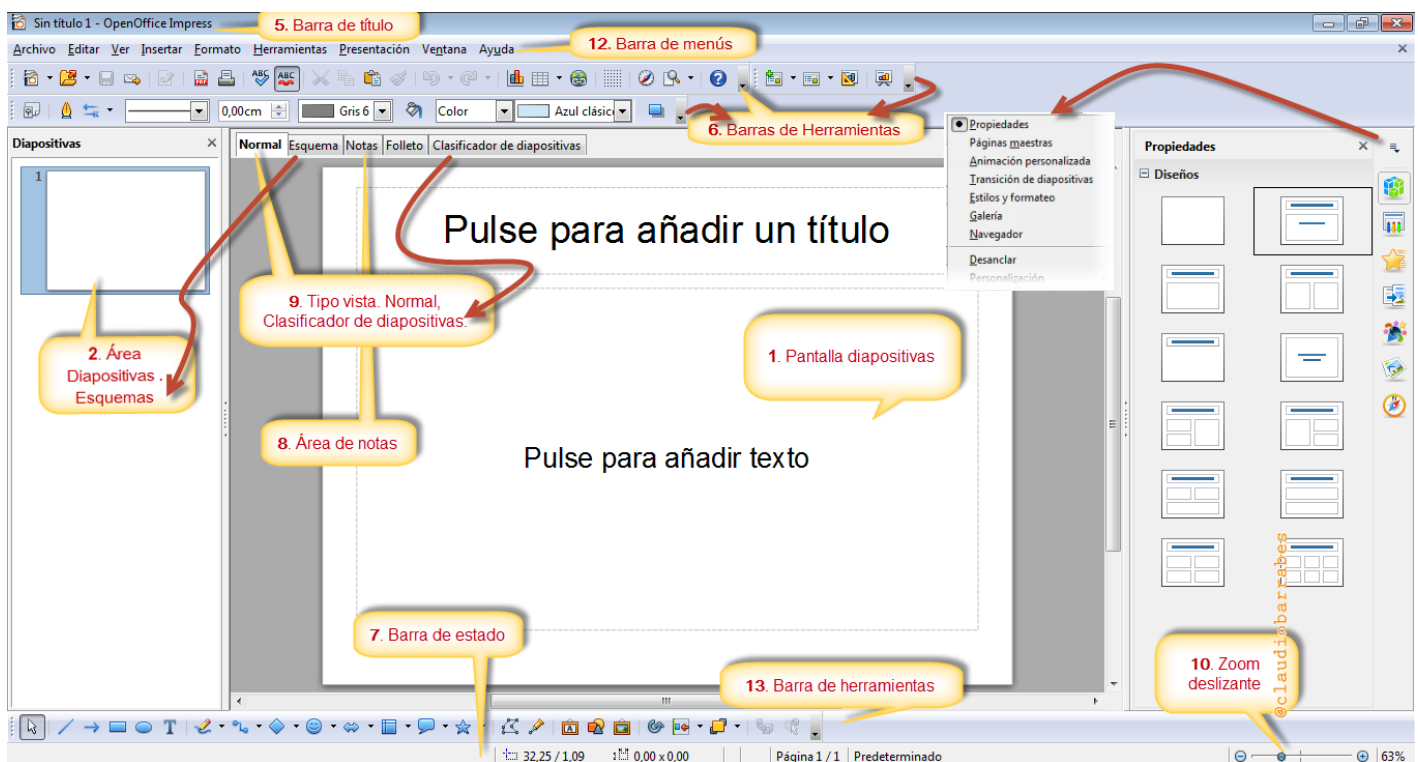 Sin título 1 - OpenOffice Impress
5. Barra de título
Archivo Editar Ver Insertar Formato Herramientas Presentación Ventana Ayuda
12. Barra de menús
0,00cm Gris 6 Color Azul clásic
6. Barras de Herramientas
Diapositivas
Normal Esquema Notas Folleto Clasificador de diapositivas
1
Pulse para añadir un título
9. Tipo vista. Normal,
Clasificador de diapositivas.
2. Área
Diapositivas .
Esquemas
1. Pantalla diapositivas
8. Área de notas
Pulse para añadir texto
7. Barra de estado
13. Barra de herramientas
Propiedades
Páginas maestras
Animación personalizada
Transición de diapositivas
Estilos y formateo
Galería
Navegador
Desanclar
Personalización
Propiedades
Diseños
@claudiobarrabes
10. Zoom
deslizante
32,25 / 1,09 0,00 x 0,00 Página 1 / 1 Predeterminado 63%